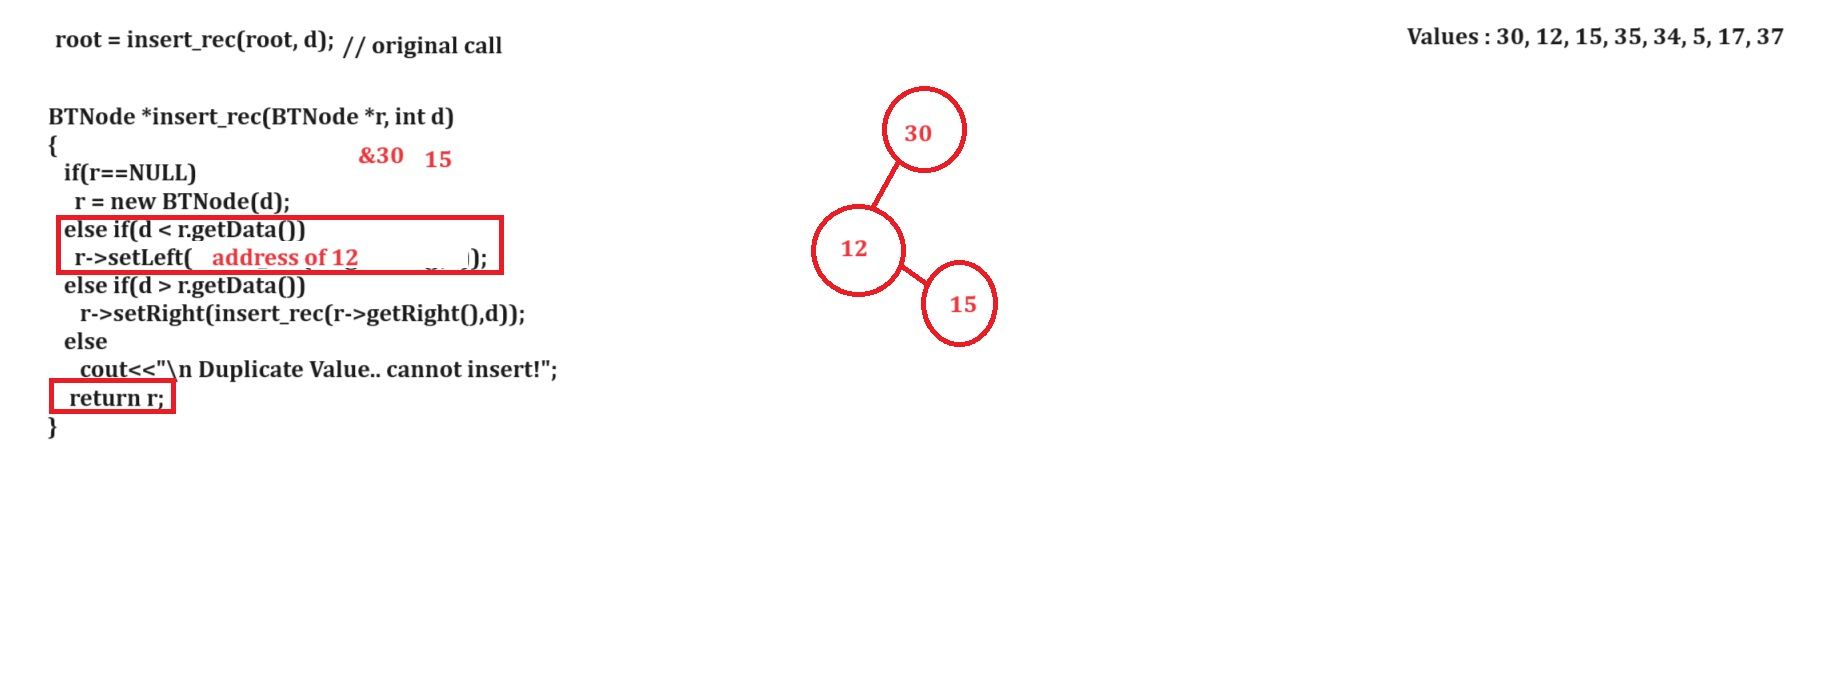 root = insert_rec(root, d); // original call
Values : 30, 12, 15, 35, 34, 5, 17, 37
BTNode *insert_rec(BTNode *r, int d)
{
&30 15
if(r==NULL)
r = new BTNode(d);
else if(d < r.getData())
r->setLeft( address of 12 );
else if(d > r.getData())
r->setRight(insert_rec(r->getRight(),d));
else
cout<<"\n Duplicate Value.. cannot insert!";
return r;
}
30
12
15